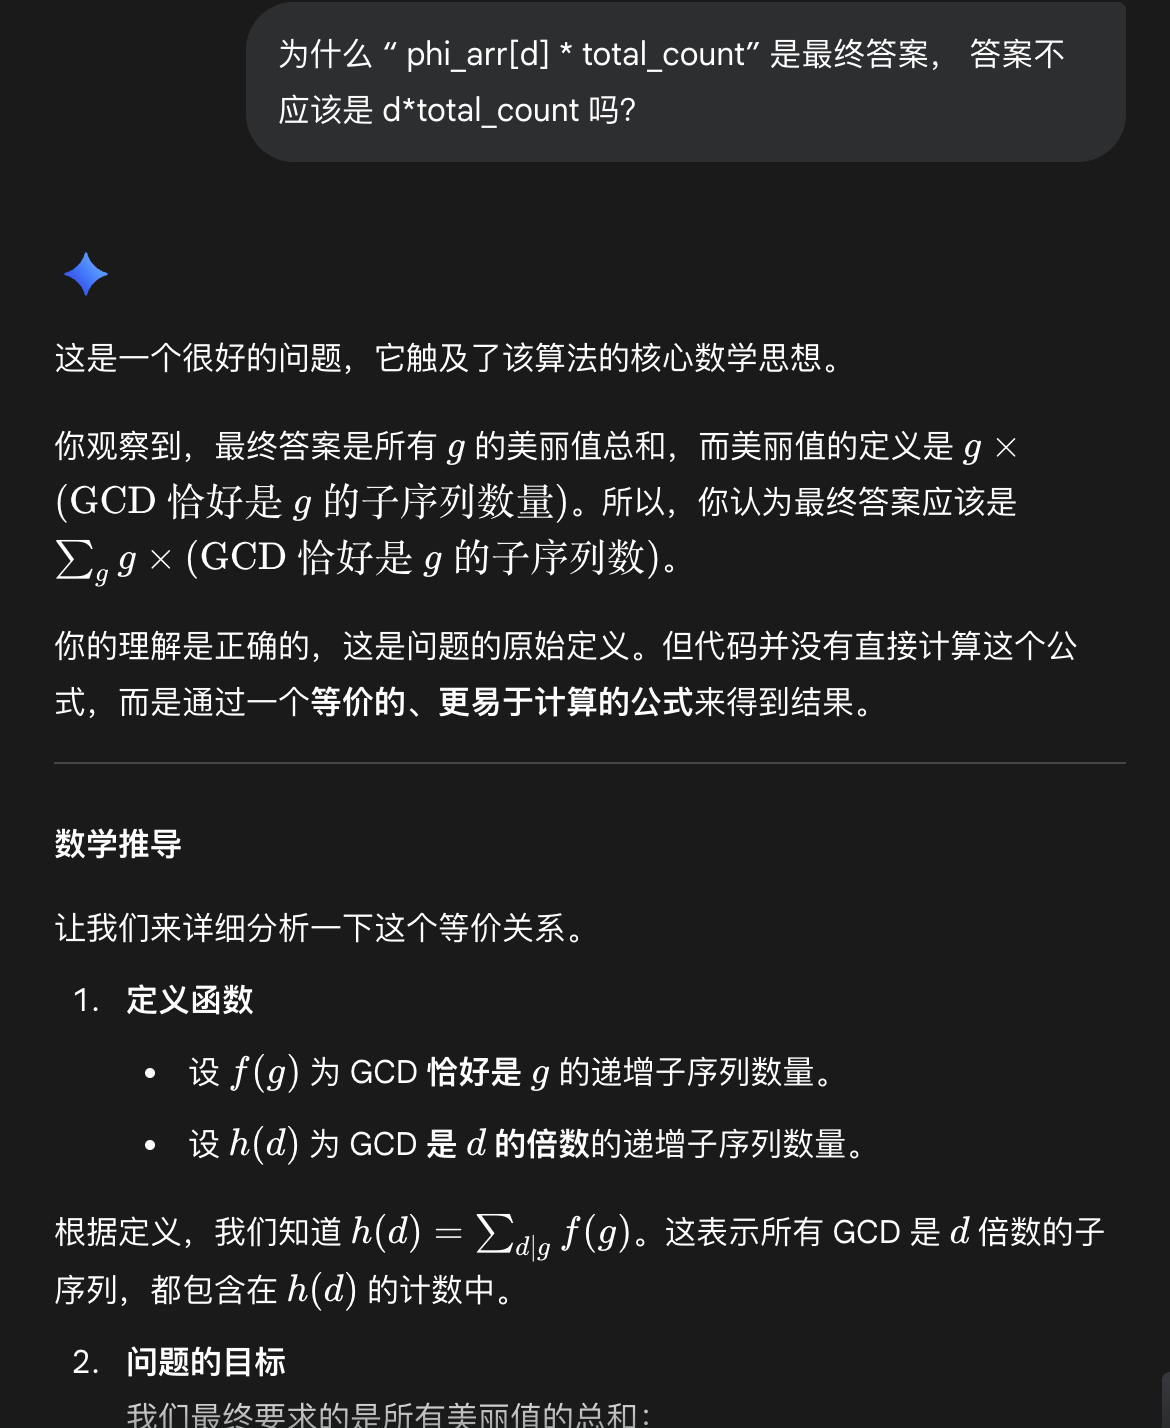 为什么 “ phi_arr[d] * total_count” 是最终答案， 答案不
应该是 d*total_count 吗？
这是一个很好的问题，它触及了该算法的核心数学思想。
你观察到，最终答案是所有 g 的美丽值总和，而美丽值的定义是 g ×
(GCD 恰好是 g 的子序列数量)。所以，你认为最终答案应该是
∑_g g × (GCD 恰好是 g 的子序列数)。
你的理解是正确的，这是问题的原始定义。但代码并没有直接计算这个公
式，而是通过一个等价的、更易于计算的公式来得到结果。
数学推导
让我们来详细分析一下这个等价关系。
1. 定义函数
• 设 f(g) 为 GCD 恰好是 g 的递增子序列数量。
• 设 h(d) 为 GCD 是 d 的倍数的递增子序列数量。
根据定义，我们知道 h(d) = ∑_{d|g} f(g)。这表示所有 GCD 是 d 倍数的子
序列，都包含在 h(d) 的计数中。
2. 问题的目标
我们最终要求的是所有美丽值的总和：